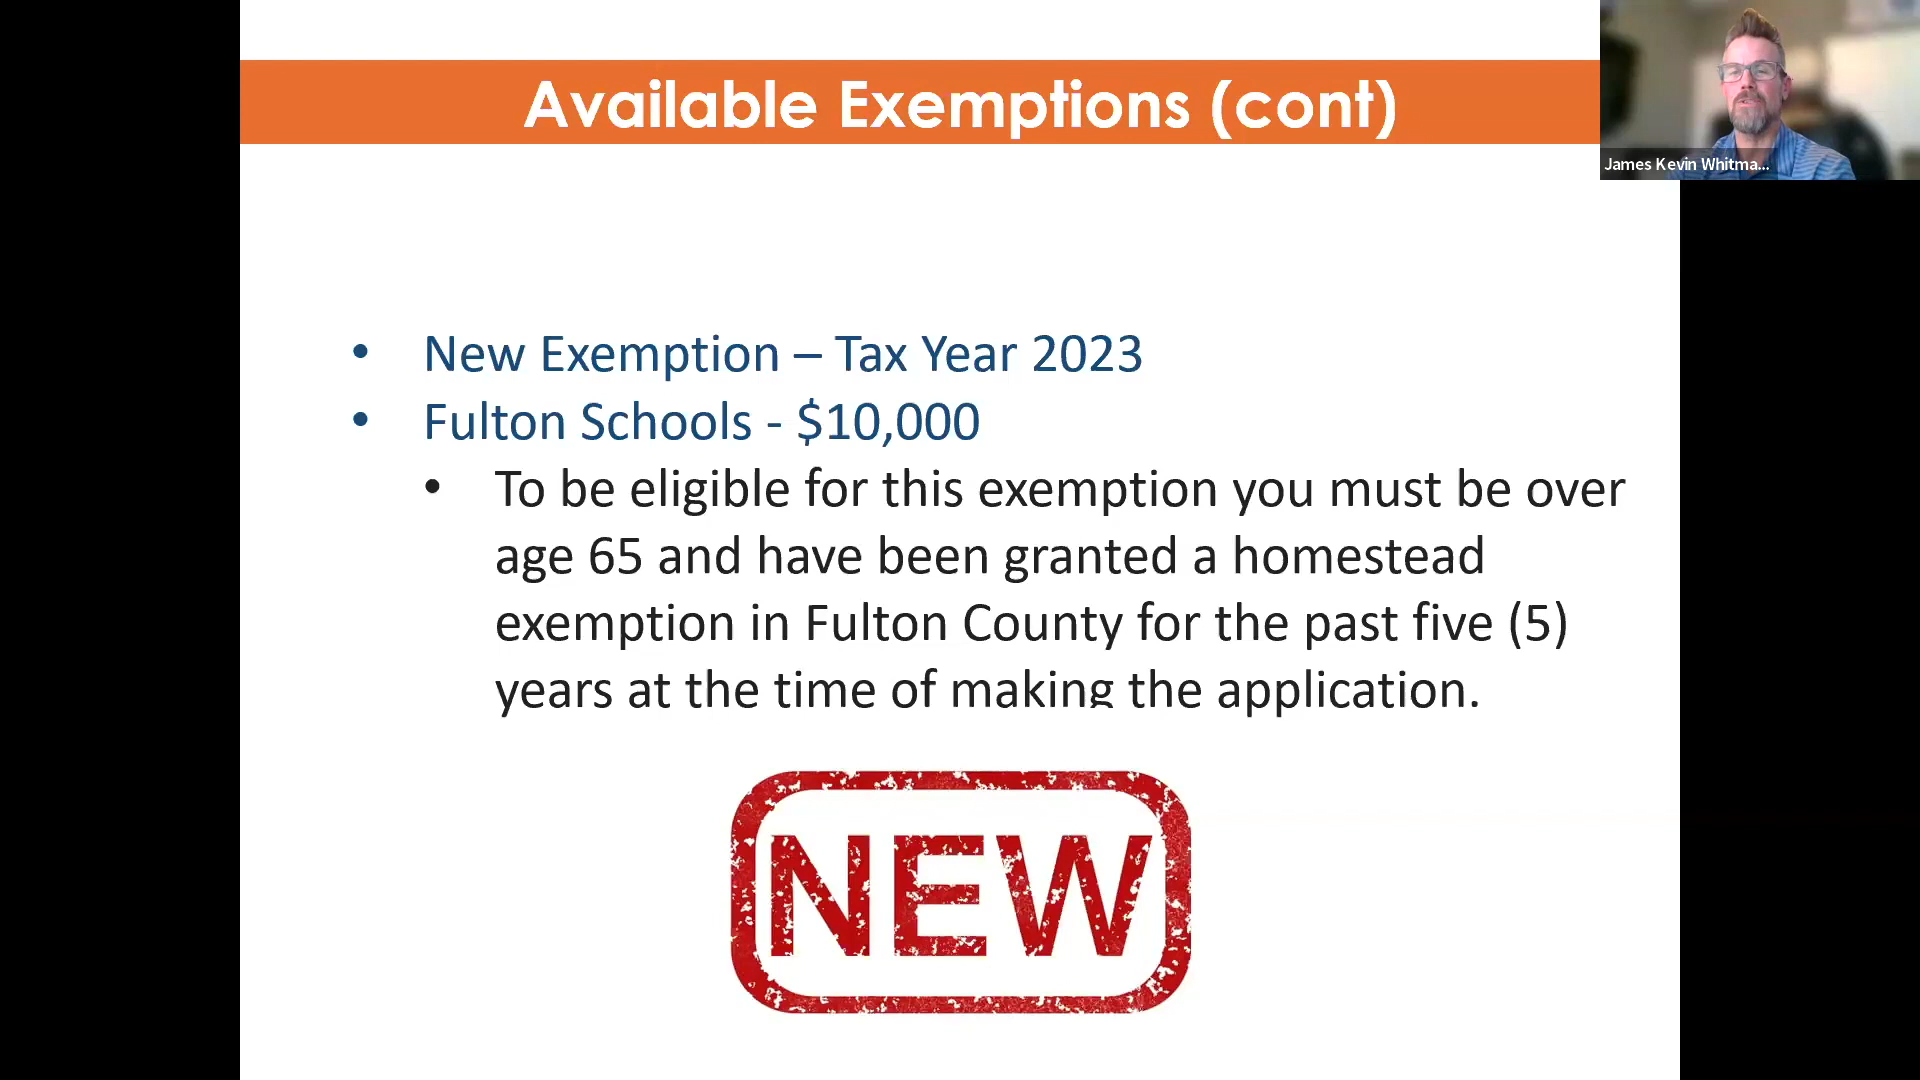 Available Exemptions (cont)
James Kevin Whitma...
• New Exemption – Tax Year 2023
• Fulton Schools - $10,000
• To be eligible for this exemption you must be over
age 65 and have been granted a homestead
exemption in Fulton County for the past five (5)
years at the time of making the application.
NEW